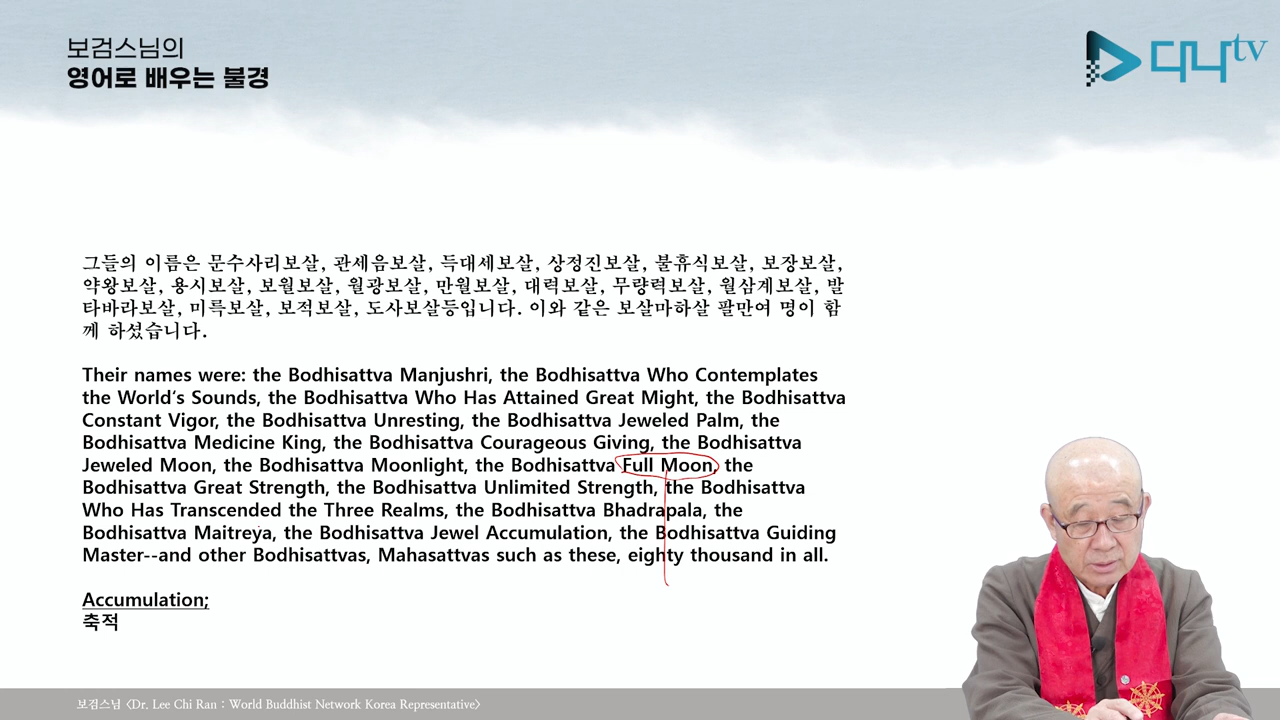 보검스님의
영어로 배우는 불경
디나tv
그들의 이름은 문수사리보살, 관세음보살, 득대세보살, 상정진보살, 불휴식보살, 보장보살,
약왕보살, 용시보살, 보월보살, 월광보살, 만월보살, 대력보살, 무량력보살, 월삼계보살, 발
타바라보살, 미륵보살, 보적보살, 도사보살등입니다. 이와 같은 보살마하살 팔만여 명이 함
께 하셨습니다.
Their names were: the Bodhisattva Manjushri, the Bodhisattva Who Contemplates
the World‘s Sounds, the Bodhisattva Who Has Attained Great Might, the Bodhisattva
Constant Vigor, the Bodhisattva Unresting, the Bodhisattva Jeweled Palm, the
Bodhisattva Medicine King, the Bodhisattva Courageous Giving, the Bodhisattva
Jeweled Moon, the Bodhisattva Moonlight, the Bodhisattva Full Moon, the
Bodhisattva Great Strength, the Bodhisattva Unlimited Strength, the Bodhisattva
Who Has Transcended the Three Realms, the Bodhisattva Bhadrapala, the
Bodhisattva Maitreya, the Bodhisattva Jewel Accumulation, the Bodhisattva Guiding
Master--and other Bodhisattvas, Mahasattvas such as these, eighty thousand in all.
Accumulation;
축적
보검스님 <Dr. Lee Chi Ran : World Buddhist Network Korea Representative>